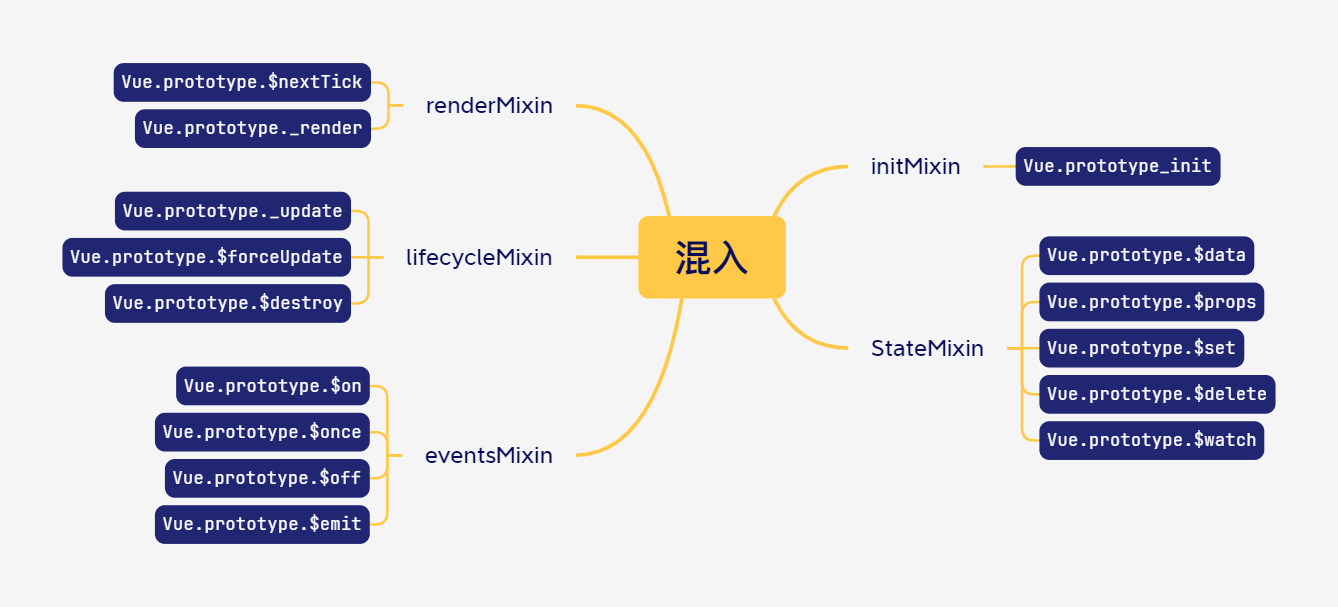 混入
renderMixin
Vue.prototype.$nextTick
Vue.prototype._render
lifecycleMixin
Vue.prototype._update
Vue.prototype.$forceUpdate
Vue.prototype.$destroy
eventsMixin
Vue.prototype.$on
Vue.prototype.$once
Vue.prototype.$off
Vue.prototype.$emit
initMixin
Vue.prototype_init
StateMixin
Vue.prototype.$data
Vue.prototype.$props
Vue.prototype.$set
Vue.prototype.$delete
Vue.prototype.$watch